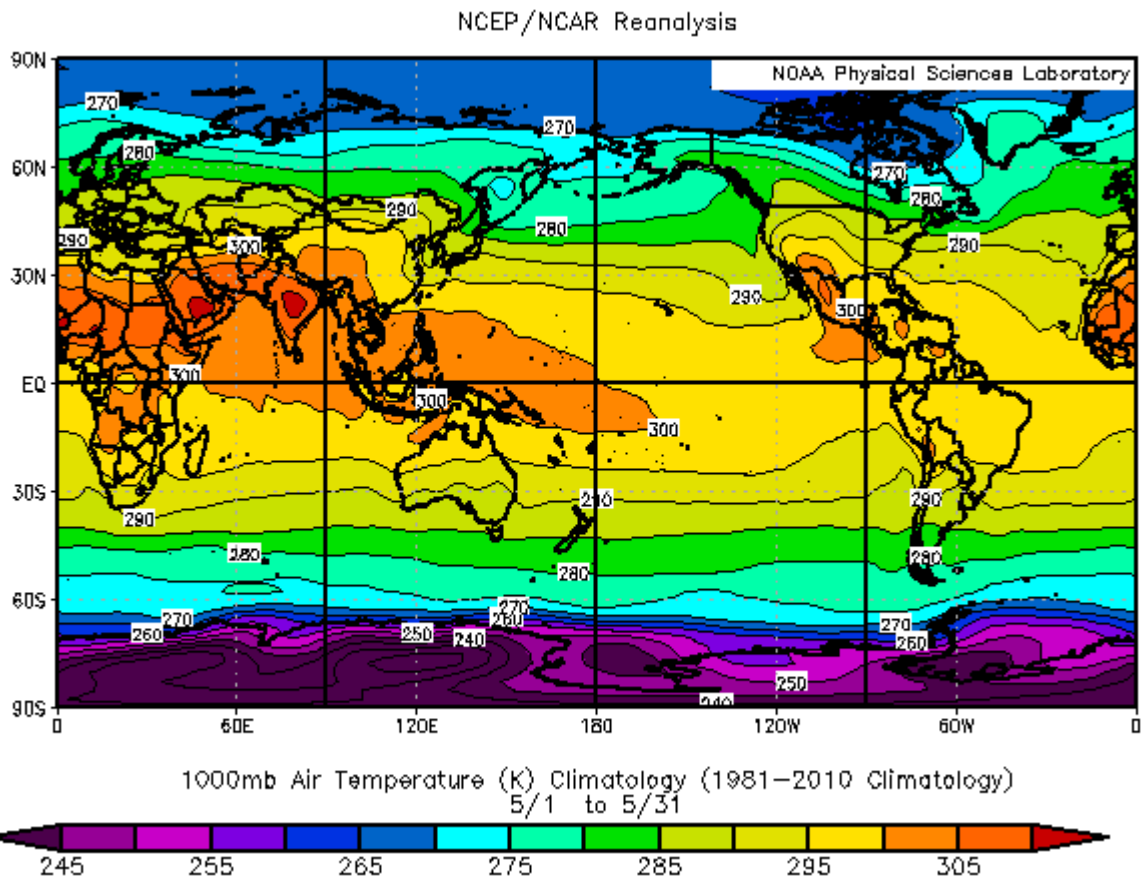 NCEP/NCAR Reanalysis
90N
NOAA Physical Sciences Laboratory
270
270
60N
280
270
280
280
290
290
290
300
30N
290
300
EQ
300
300
300
30S
290
290
290
280
280
280
60S
270
270
270
260
260
260
250
240
250
240
90S
0 60E 120E 180 120W 60W 0
1000mb Air Temperature (K) Climatology (1981-2010 Climatology)
5/1 to 5/31
245 255 265 275 285 295 305